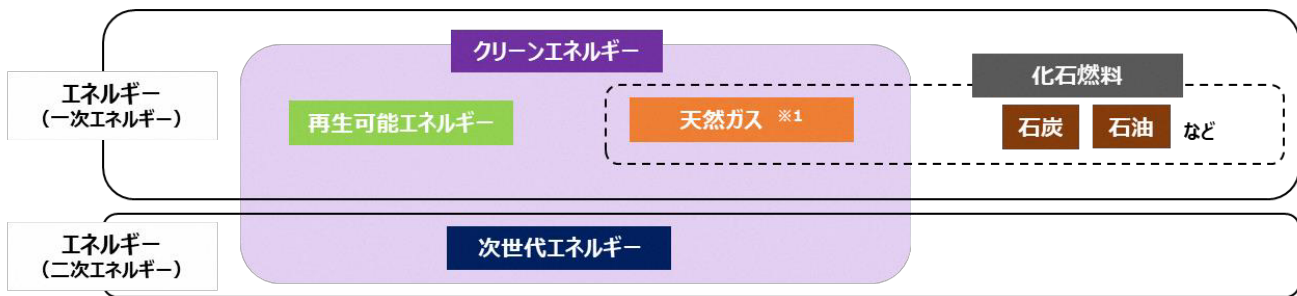 クリーンエネルギー
化石燃料
エネルギー
（一次エネルギー）
再生可能エネルギー
天然ガス ※1
石炭
石油
など
エネルギー
（二次エネルギー）
次世代エネルギー